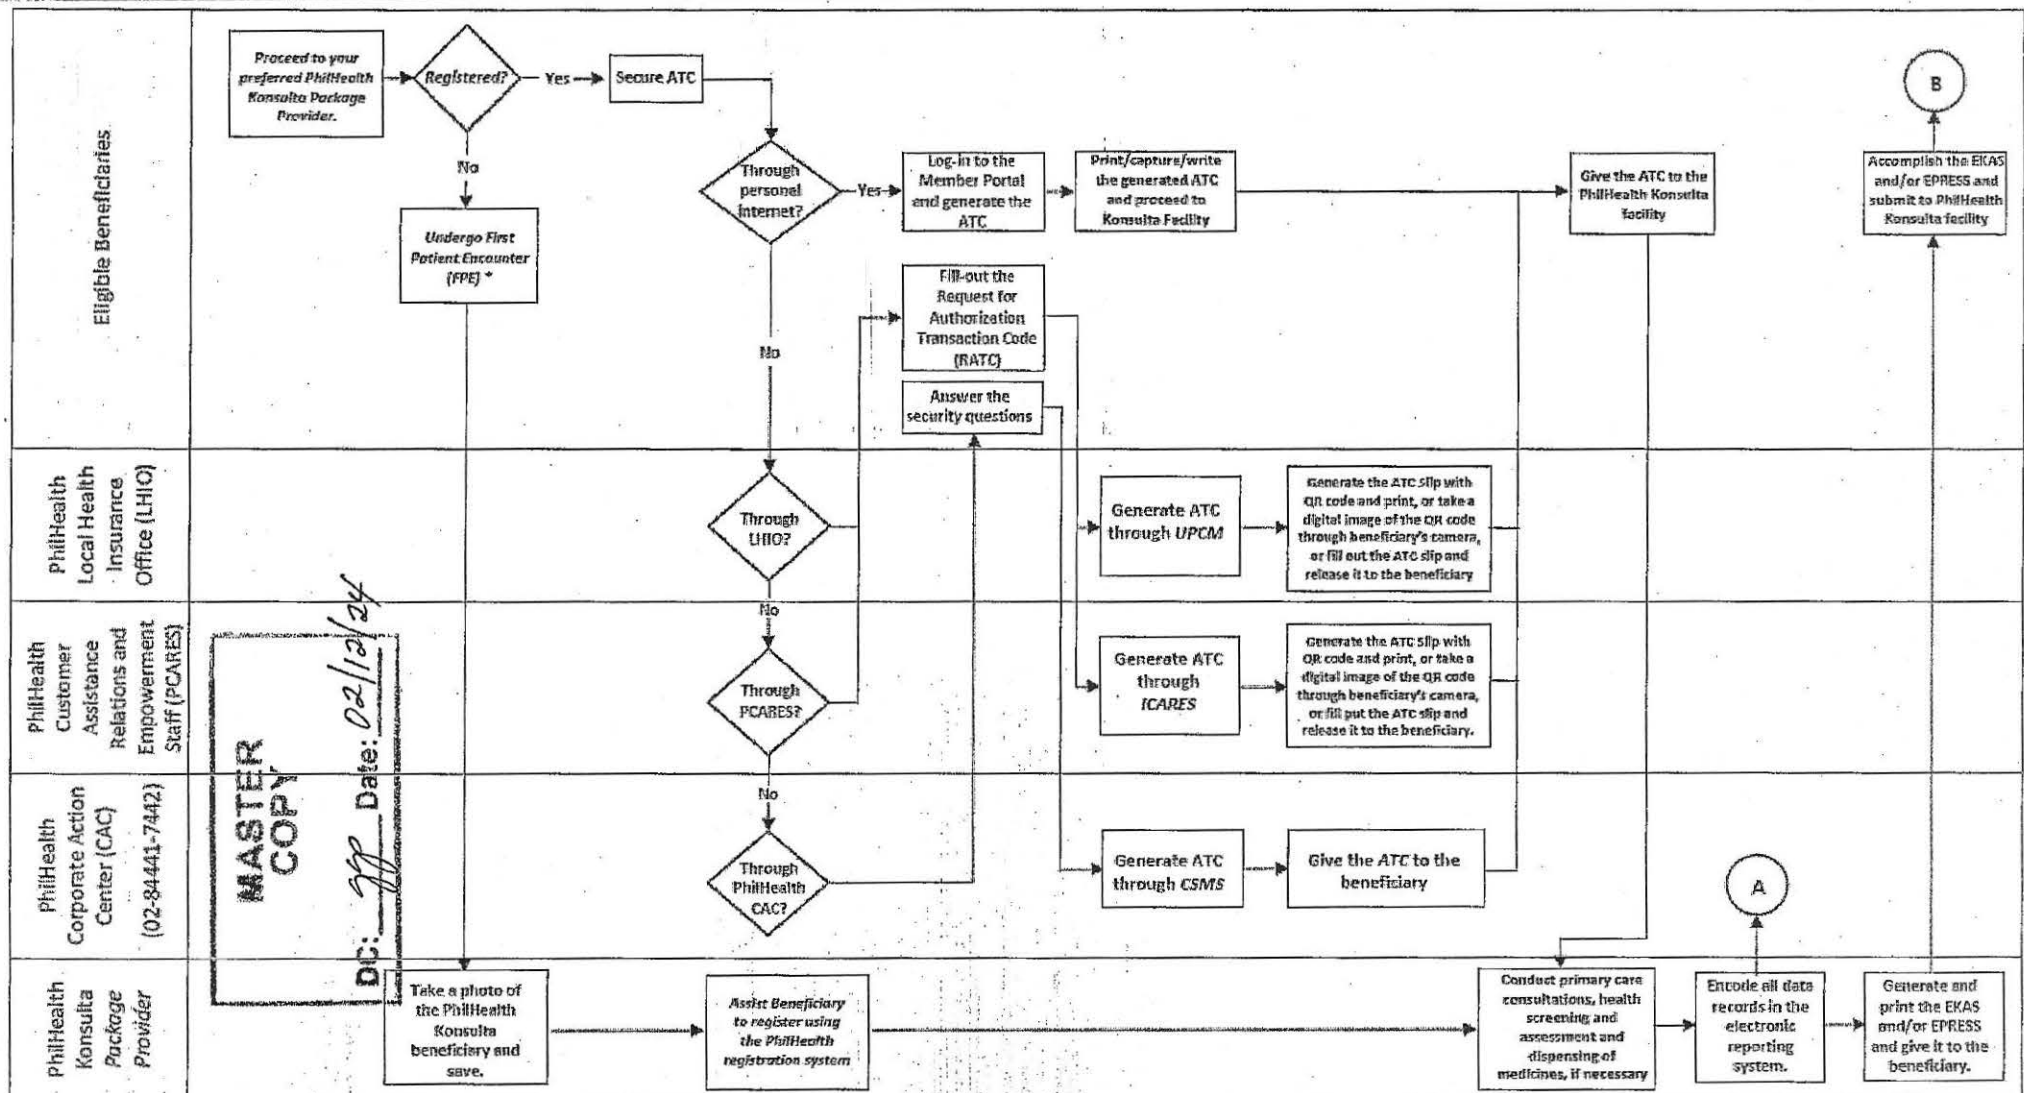 Eligible Beneficiaries
Proceed to your
preferred PhilHealth
Konsulta Package
Provider.
Registered?
Yes
Secure ATC
No
Undergo First
Patient Encounter
(FPE) *
Through
personal
internet?
Yes
Log-in to the
Member Portal
and generate the
ATC
Print/capture/write
the generated ATC
and proceed to
Konsulta Facility
Give the ATC to the
PhilHealth Konsulta
facility
B
Accomplish the EKAS
and/or EPRESS and
submit to PhilHealth
Konsulta facility
No
Fill-out the
Request for
Authorization
Transaction Code
(RATC)
Answer the
security questions
PhilHealth
Local Health
Insurance
Office (LHIO)
Through
LHIO?
No
Generate ATC
through UPCM
Generate the ATC Slip with
QR code and print, or take a
digital image of the QR code
through beneficiary's camera,
or fill out the ATC slip and
release it to the beneficiary
PhilHealth
Customer
Assistance
Relations and
Empowerment
Staff (PCARES)
Through
PCARES?
No
Generate ATC
through
ICARES
Generate the ATC Slip with
QR code and print, or take a
digital image of the QR code
through beneficiary's camera,
or fill put the ATC slip and
release it to the beneficiary.
MASTER
COPY
DC: Date: 02/12/24
PhilHealth
Corporate Action
Center (CAC)
(02-84441-7442)
Through
PhilHealth
CAC?
Generate ATC
through CSMS
Give the ATC to the
beneficiary
A
PhilHealth
Konsulta
Package
Provider
Take a photo of
the PhilHealth
Konsulta
beneficiary and
save.
Assist Beneficiary
to register using
the PhilHealth
registration system
Conduct primary care
consultations, health
screening and
assessment and
dispensing of
medicines, if necessary
Encode all data
records in the
electronic
reporting
system.
Generate and
print the EKAS
and/or EPRESS
and give it to the
beneficiary.